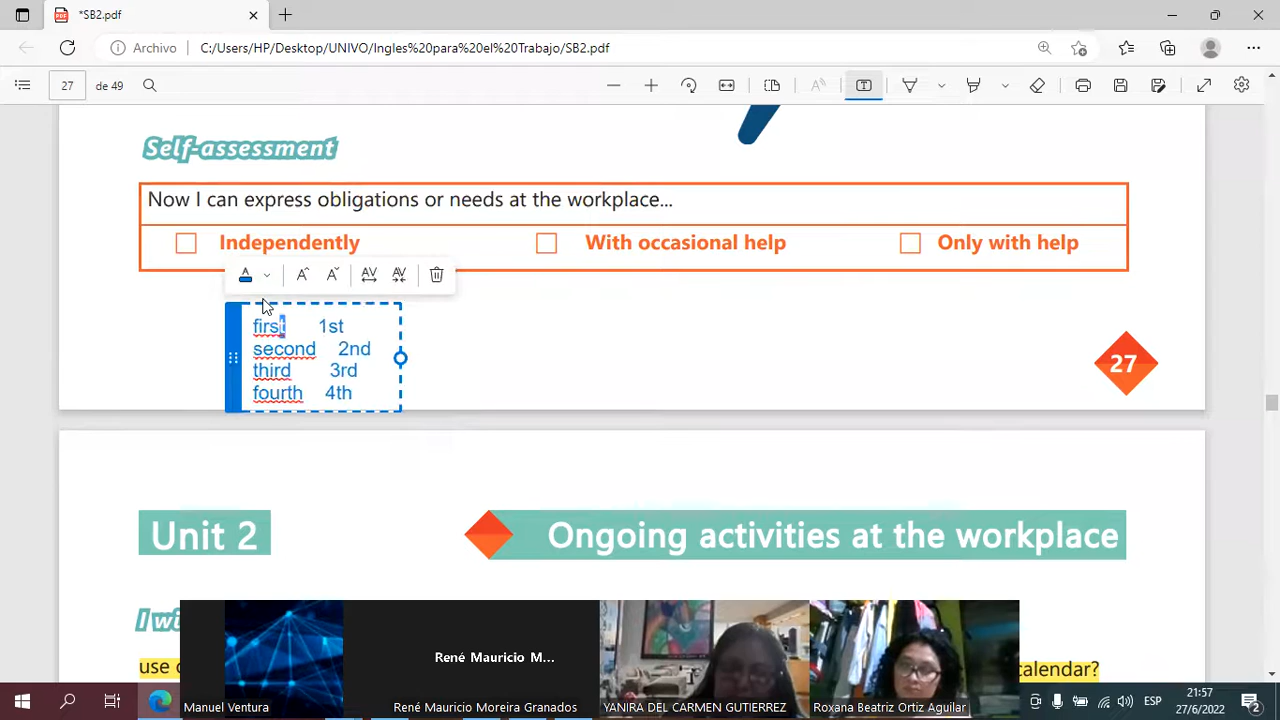 *SB2.pdf
Archivo C:/Users/HP/Desktop/UNIVO/Ingles%20para%20el%20Trabajo/SB2.pdf
27 de 49
Self-assessment
Now I can express obligations or needs at the workplace...
Independently With occasional help Only with help
first 1st
second 2nd
third 3rd
fourth 4th
27
Unit 2 Ongoing activities at the workplace
I wi
use calendar?
René Mauricio M...
Manuel Ventura René Mauricio Moreira Granados YANIRA DEL CARMEN GUTIERREZ Roxana Beatriz Ortiz Aguilar
ESP 21:57
27/6/2022 2